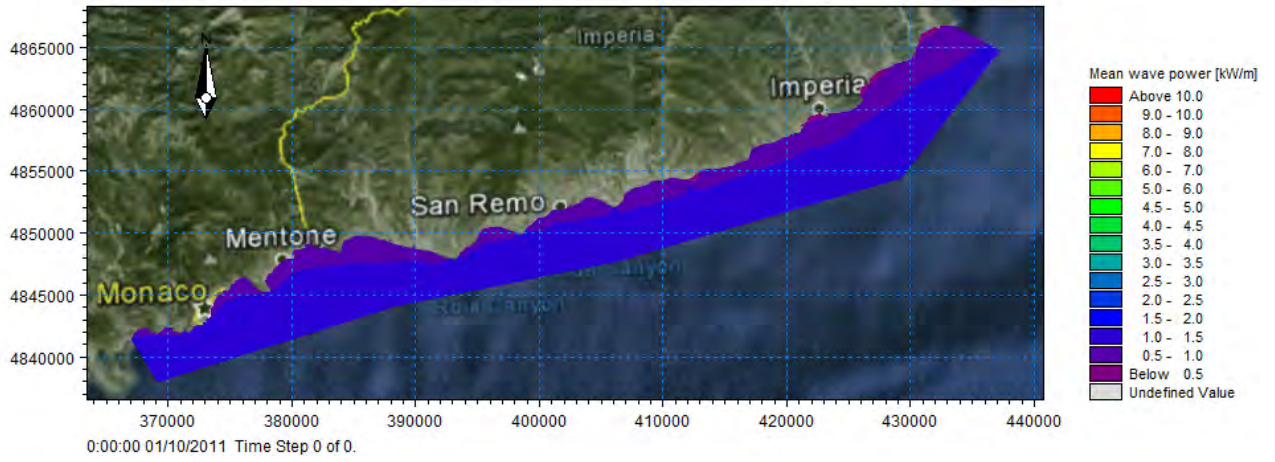 4865000
4860000
4855000
4850000
4845000
4840000
370000
380000
390000
400000
410000
420000
430000
440000
N
Imperia
Imperia
San Remo
Mentone
Monaco
Canyon
Canyon
0:00:00 01/10/2011 Time Step 0 of 0.
Mean wave power [kW/m]
Above 10.0
9.0 - 10.0
8.0 - 9.0
7.0 - 8.0
6.0 - 7.0
5.0 - 6.0
4.5 - 5.0
4.0 - 4.5
3.5 - 4.0
3.0 - 3.5
2.5 - 3.0
2.0 - 2.5
1.5 - 2.0
1.0 - 1.5
0.5 - 1.0
Below 0.5
Undefined Value